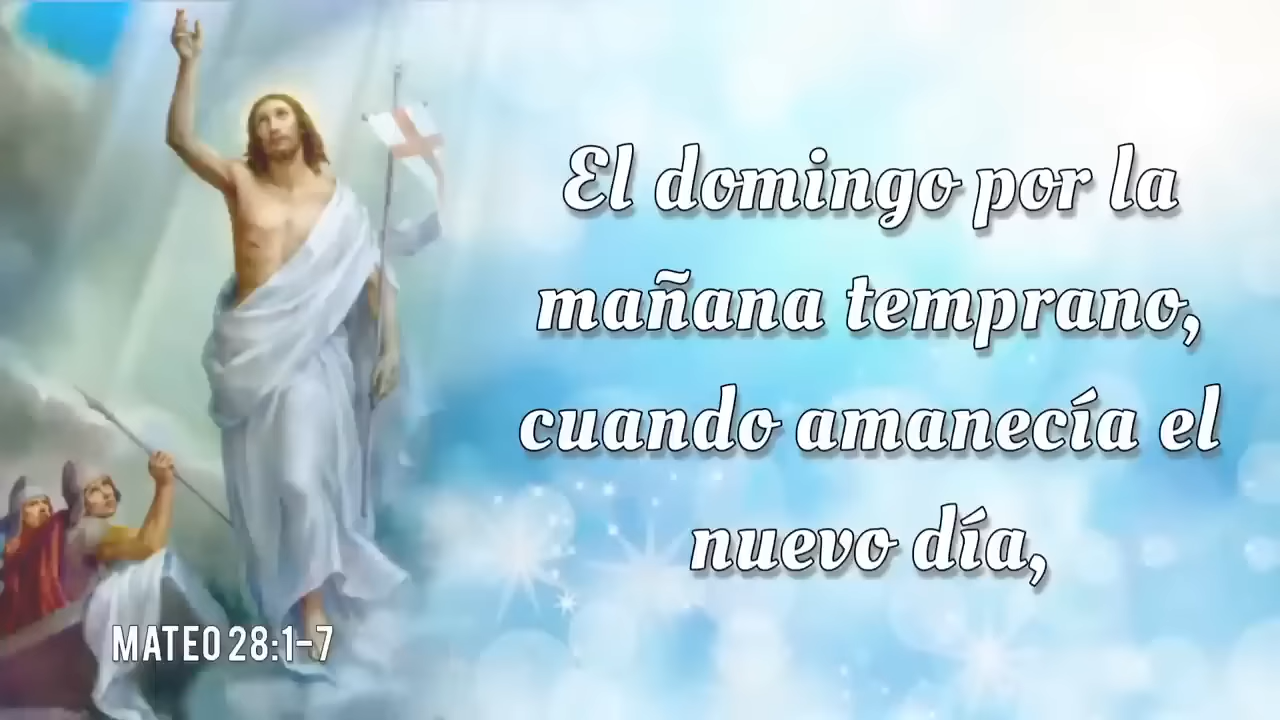 El domingo por la
mañana temprano,
cuando amanecía el
nuevo día,
MATEO 28:1-7